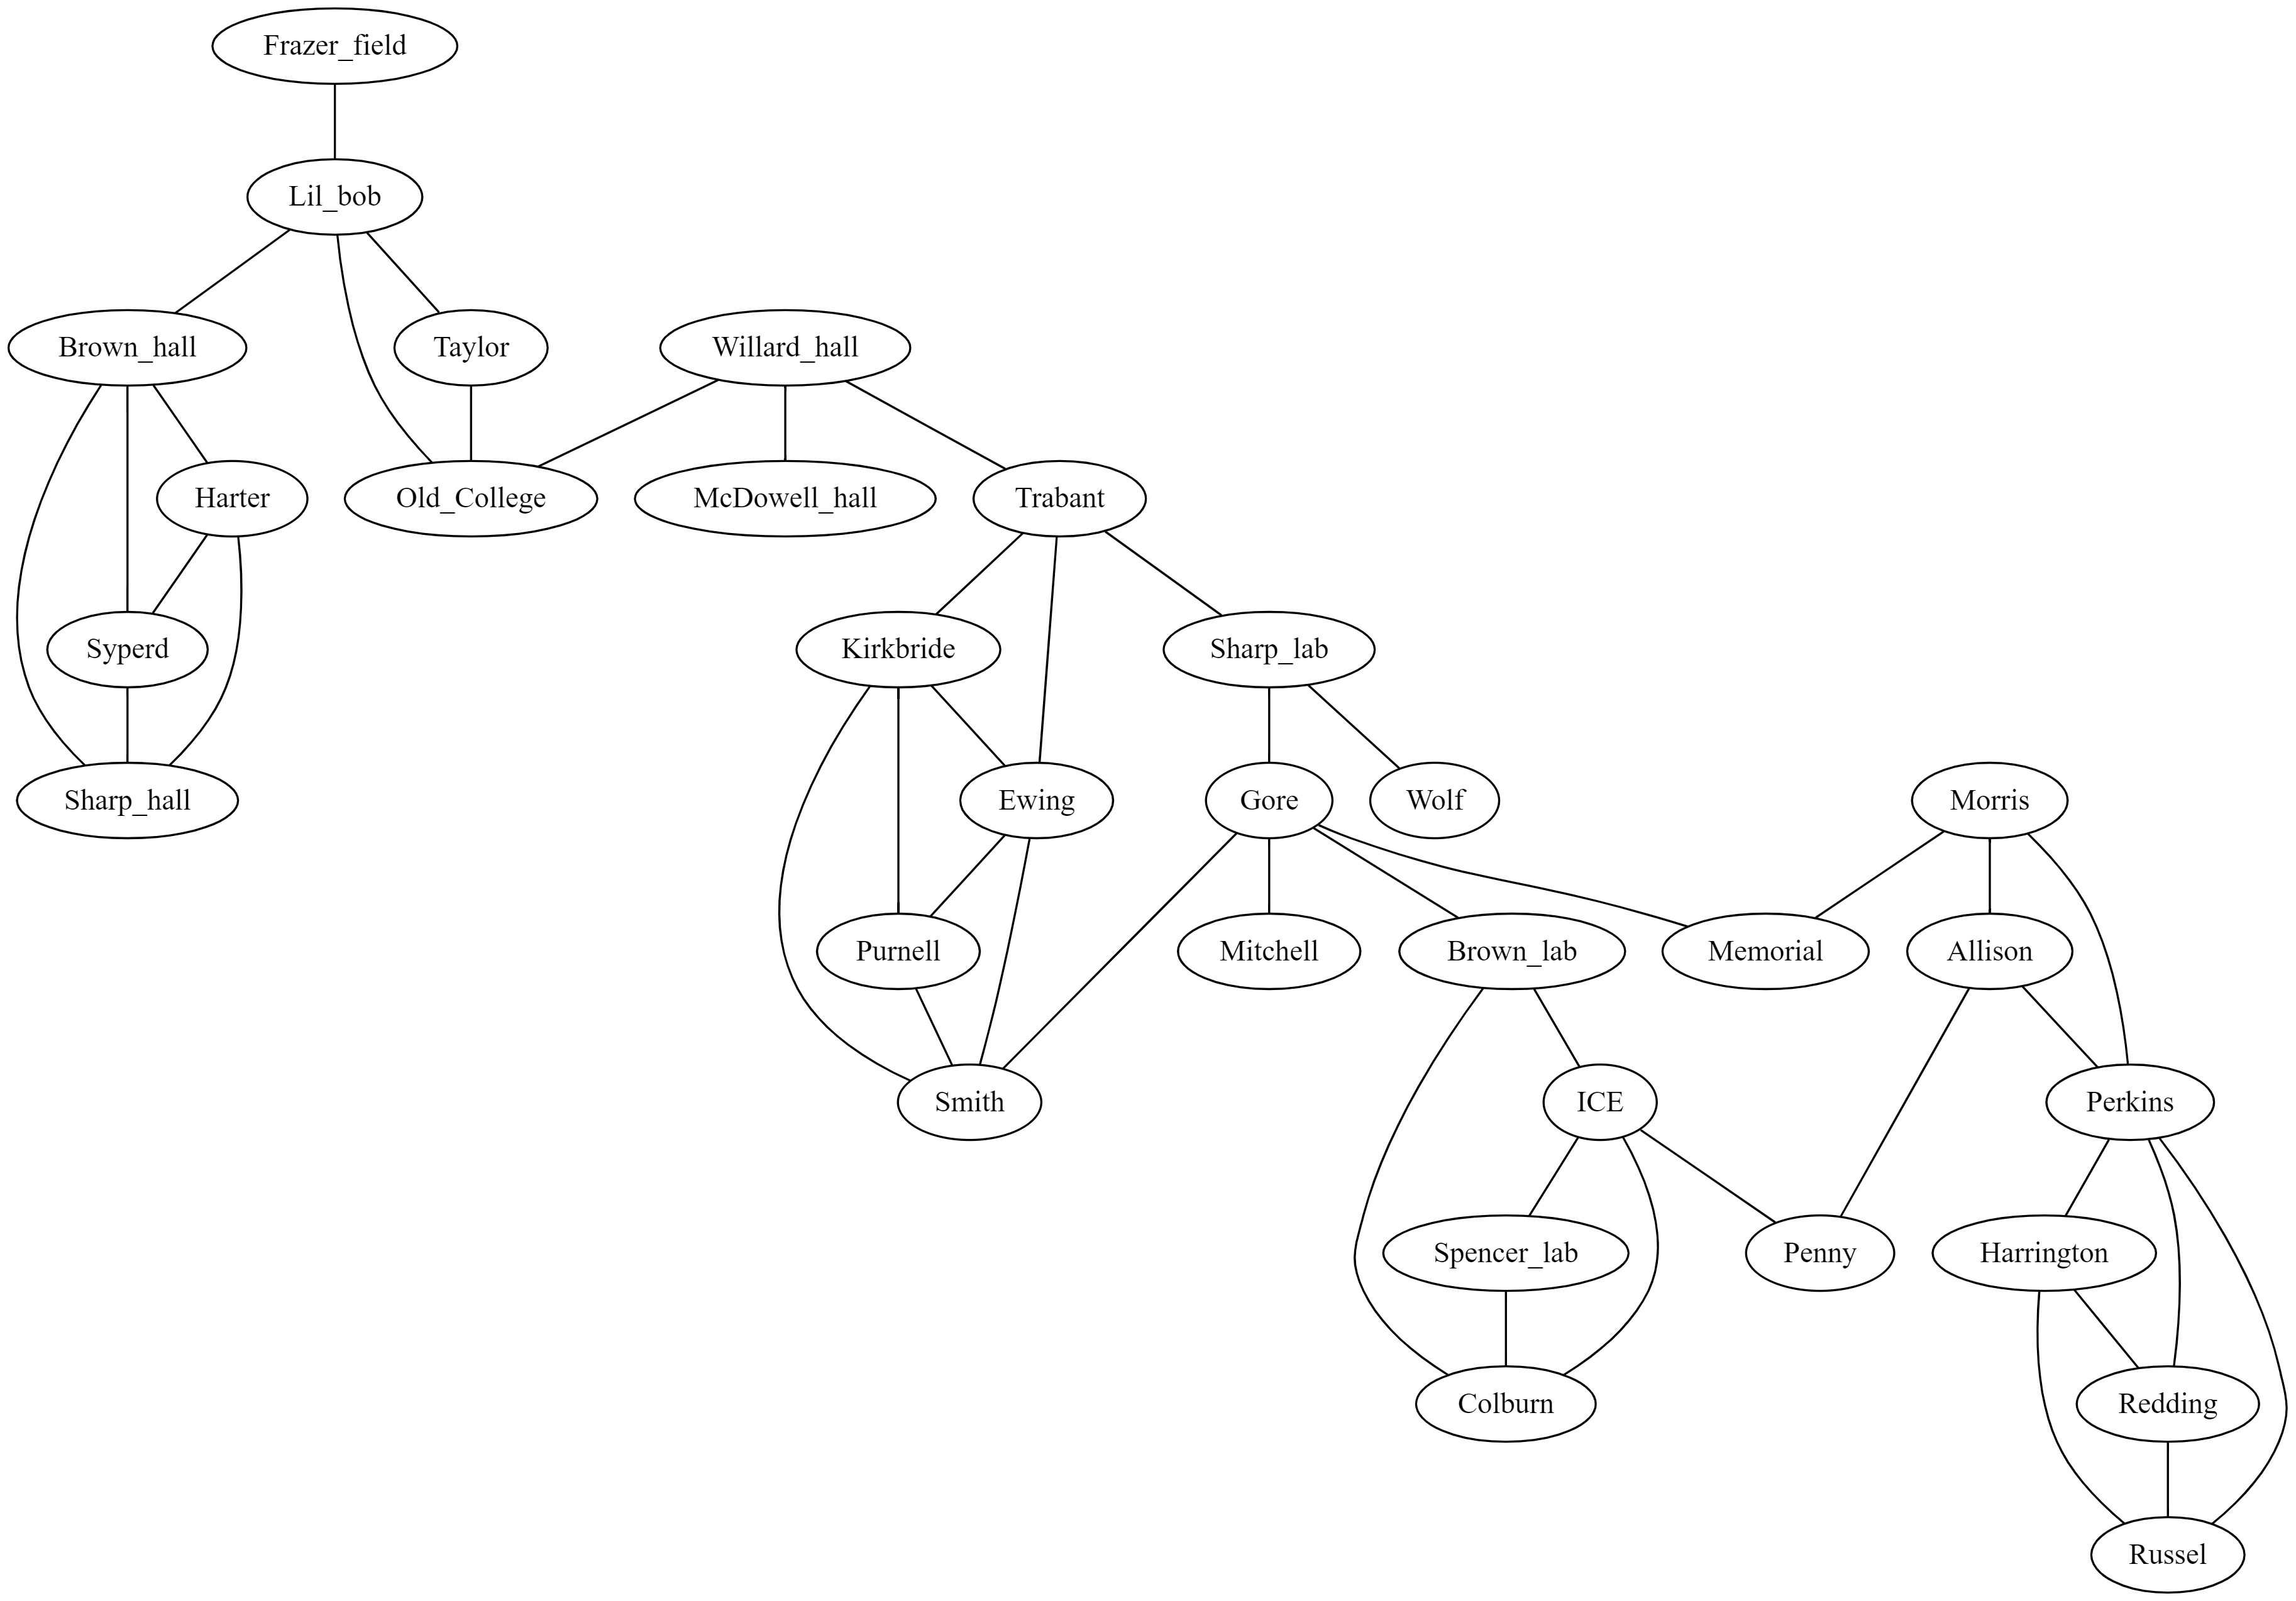 Frazer_field
Lil_bob
Brown_hall
Taylor
Willard_hall
Harter
Old_College
McDowell_hall
Trabant
Syperd
Kirkbride
Sharp_lab
Sharp_hall
Ewing
Gore
Wolf
Morris
Purnell
Mitchell
Brown_lab
Memorial
Allison
Smith
ICE
Perkins
Spencer_lab
Penny
Harrington
Colburn
Redding
Russel